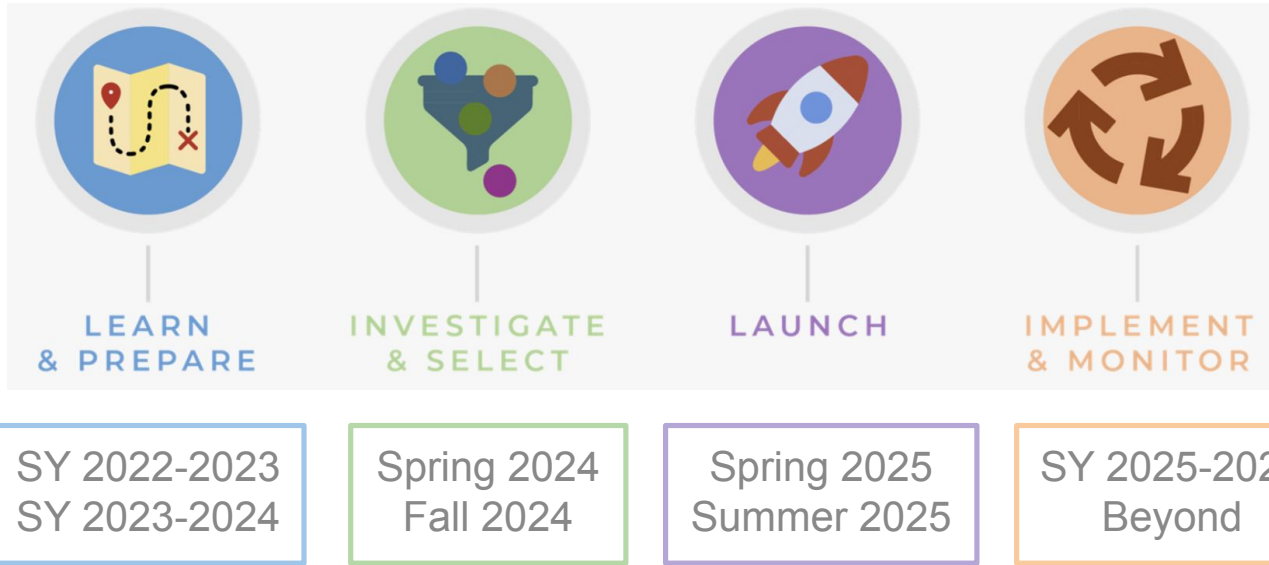 LEARN
& PREPARE
INVESTIGATE
& SELECT
LAUNCH
IMPLEMENT
& MONITOR
SY 2022-2023
SY 2023-2024
Spring 2024
Fall 2024
Spring 2025
Summer 2025
SY
Beyond